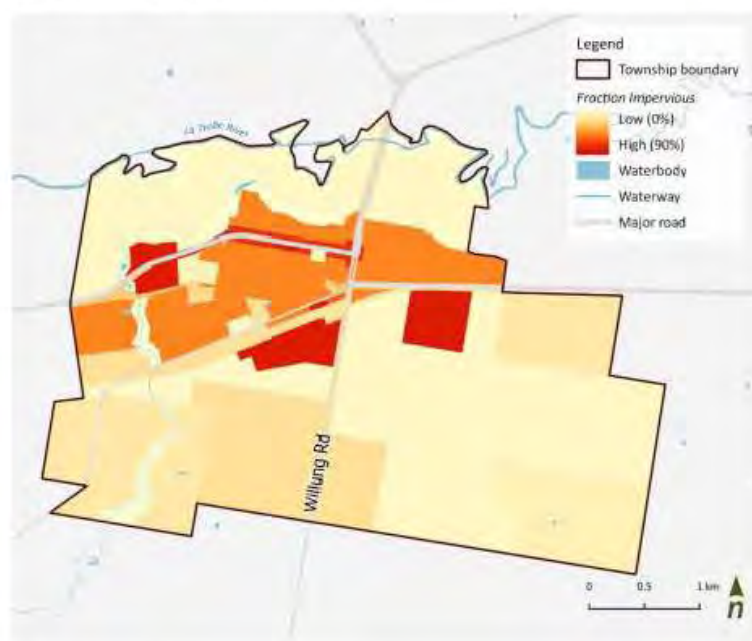 Legend
Township boundary
Fraction Impervious
Low (0%)
High (90%)
Waterbody
Waterway
Major road
La Trobe River
Willung Rd
0 0.5 1 km
n